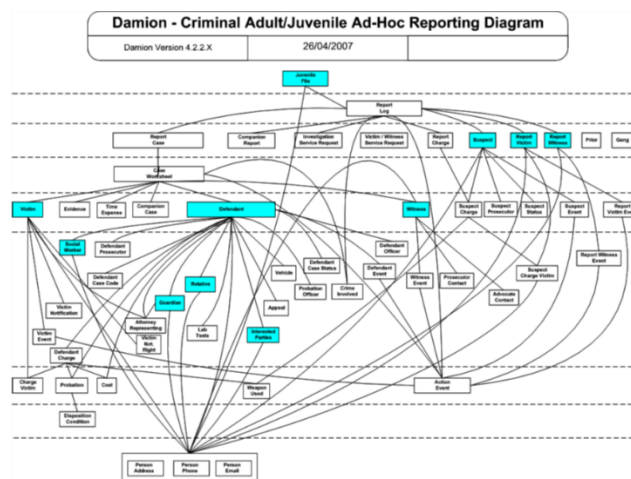 Damion - Criminal Adult/Juvenile Ad-Hoc Reporting Diagram
Damion Version 4.2.2.X
26/04/2007
Juvenile
File
Report
Log
Report
Case
Companion
Report
Investigation
Service Request
Victim / Witness
Service Request
Report
Charge
Suspect
Report
Victim
Report
Witness
Prior
Gang
Case
Worksheet
Victim
Evidence
Time
Expense
Companion
Case
Defendant
Witness
Suspect
Charge
Suspect
Prosecutor
Suspect
Status
Suspect
Event
Report
Victim Event
Social
Worker
Defendant
Prosecutor
Defendant
Officer
Defendant
Case Code
Relative
Vehicle
Defendant
Case Status
Probation
Officer
Crime
Involved
Defendant
Event
Witness
Event
Prosecutor
Contact
Advocate
Contact
Suspect
Charge Victim
Report Witness
Event
Victim
Notification
Guardian
Appeal
Victim
Event
Attorney
Representing
Victim
Not.
Right
Lab
Tests
Interested
Parties
Defendant
Charge
Charge
Victim
Probation
Cost
Weapon
Used
Action
Event
Disposition
Condition
Person
Address
Person
Phone
Person
Email